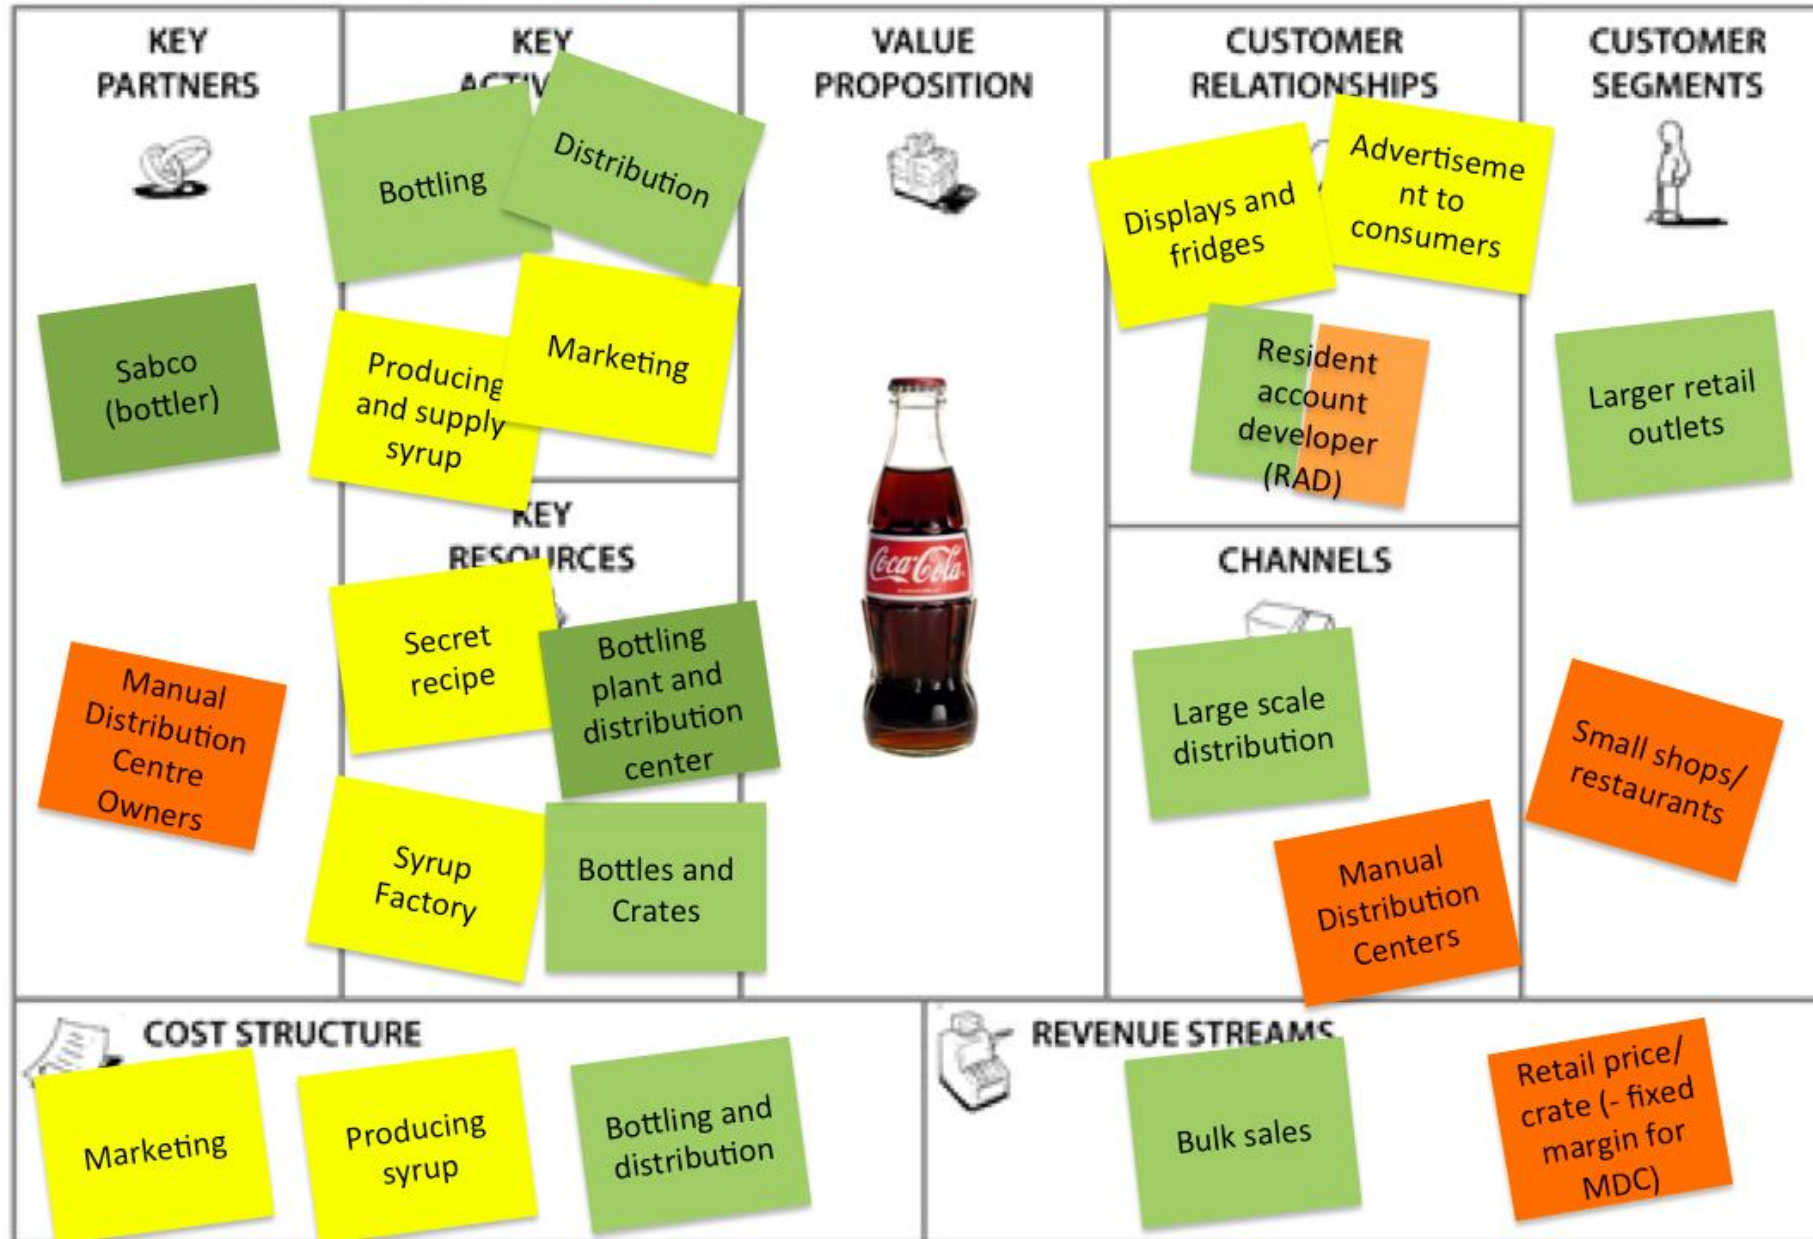 KEY
PARTNERS
Sabco
(bottler)
Manual
Distribution
Centre
Owners
KEY
Bottling
Distribution
Producing
and supply
syrup
Marketing
KEY
RESOURCES
Secret
recipe
Bottling
plant and
distribution
center
Syrup
Factory
Bottles and
Crates
VALUE
PROPOSITION
Coca-Cola
CUSTOMER
RELATIONSHIPS
Displays and
fridges
Advertiseme
nt to
consumers
Resident
account
developer
(RAD)
CHANNELS
Large scale
distribution
Manual
Distribution
Centers
CUSTOMER
SEGMENTS
Larger retail
outlets
Small shops/
restaurants
COST STRUCTURE
Marketing
Producing
syrup
Bottling and
distribution
REVENUE STREAMS
Bulk sales
Retail price/
crate (- fixed
margin for
MDC)